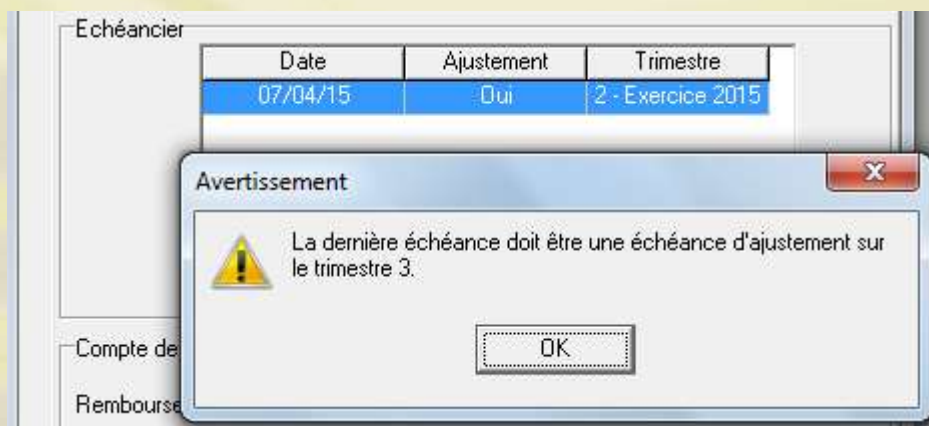 Echéancier
Date Ajustement Trimestre
07/04/15 Oui 2 - Exercice 2015
Avertissement
La dernière échéance doit être une échéance d'ajustement sur
le trimestre 3.
OK
Compte de
Rembourse